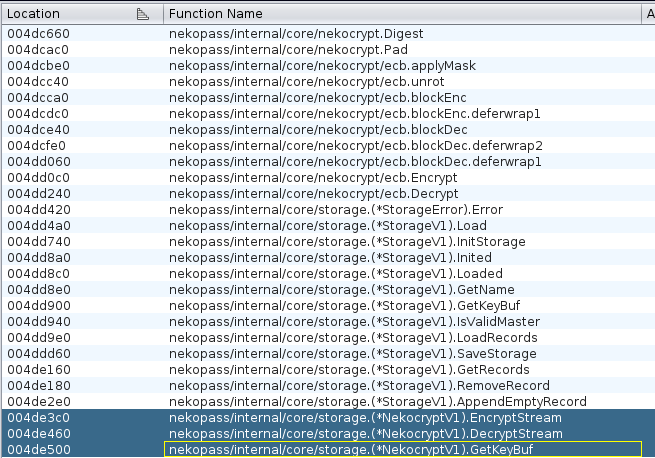 Location Function Name A
004dc660 nekopass/internal/core/nekocrypt.Digest
004dcac0 nekopass/internal/core/nekocrypt.Pad
004dcbe0 nekopass/internal/core/nekocrypt/ecb.applyMask
004dcc40 nekopass/internal/core/nekocrypt/ecb.unrot
004dcca0 nekopass/internal/core/nekocrypt/ecb.blockEnc
004dcdc0 nekopass/internal/core/nekocrypt/ecb.blockEnc.deferwrap1
004dce40 nekopass/internal/core/nekocrypt/ecb.blockDec
004dcfe0 nekopass/internal/core/nekocrypt/ecb.blockDec.deferwrap2
004dd060 nekopass/internal/core/nekocrypt/ecb.blockDec.deferwrap1
004dd0c0 nekopass/internal/core/nekocrypt/ecb.Encrypt
004dd240 nekopass/internal/core/nekocrypt/ecb.Decrypt
004dd420 nekopass/internal/core/storage.(*StorageError).Error
004dd4a0 nekopass/internal/core/storage.(*StorageV1).Load
004dd740 nekopass/internal/core/storage.(*StorageV1).InitStorage
004dd8a0 nekopass/internal/core/storage.(*StorageV1).Inited
004dd8c0 nekopass/internal/core/storage.(*StorageV1).Loaded
004dd8e0 nekopass/internal/core/storage.(*StorageV1).GetName
004dd900 nekopass/internal/core/storage.(*StorageV1).GetKeyBuf
004dd940 nekopass/internal/core/storage.(*StorageV1).IsValidMaster
004dd9e0 nekopass/internal/core/storage.(*StorageV1).LoadRecords
004ddd60 nekopass/internal/core/storage.(*StorageV1).SaveStorage
004de160 nekopass/internal/core/storage.(*StorageV1).GetRecords
004de180 nekopass/internal/core/storage.(*StorageV1).RemoveRecord
004de2e0 nekopass/internal/core/storage.(*StorageV1).AppendEmptyRecord
004de3c0 nekopass/internal/core/storage.(*NekocryptV1).EncryptStream
004de460 nekopass/internal/core/storage.(*NekocryptV1).DecryptStream
004de500 nekopass/internal/core/storage.(*NekocryptV1).GetKeyBuf